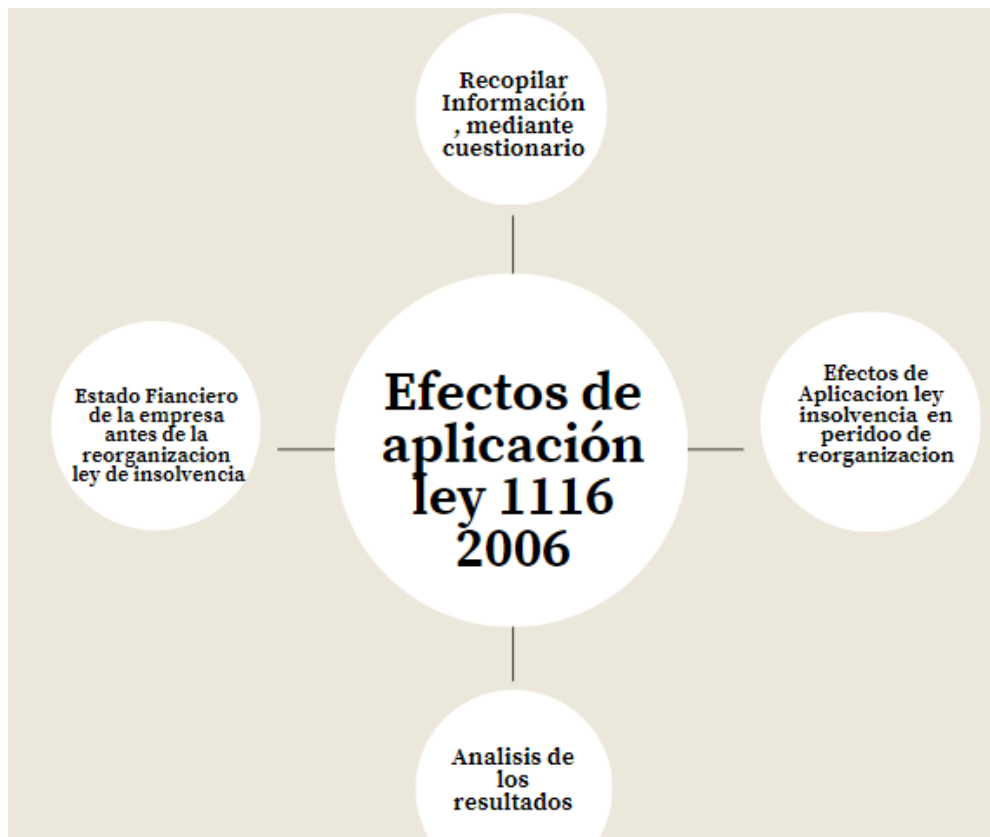 Recopilar
Informaciónn
, mediante
cuestionario
Estado Fianciero
de la empresa
antes de la
reorganizacion
ley de insolvencia
Efectos de
aplicación
ley 1116
2006
Efectos de
Aplicacion ley
insolvencia en
peridoo de
reorganizacion
Analisis de
los
resultados